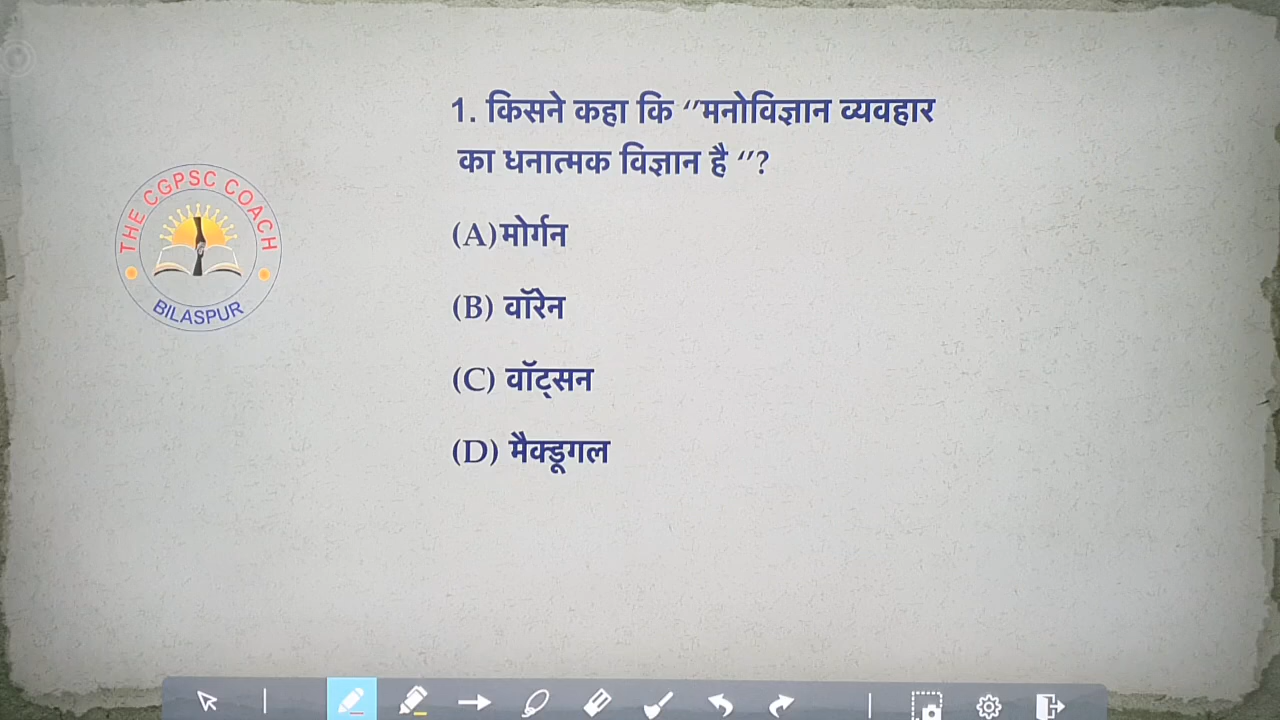 THE CGPSC COACH
BILASPUR
1. किसने कहा कि ‘’मनोविज्ञान व्यवहार
का धनात्मक विज्ञान है ‘’?
(A)मोर्गन
(B) वॉरेन
(C) वॉट्सन
(D) मैक्डूगल